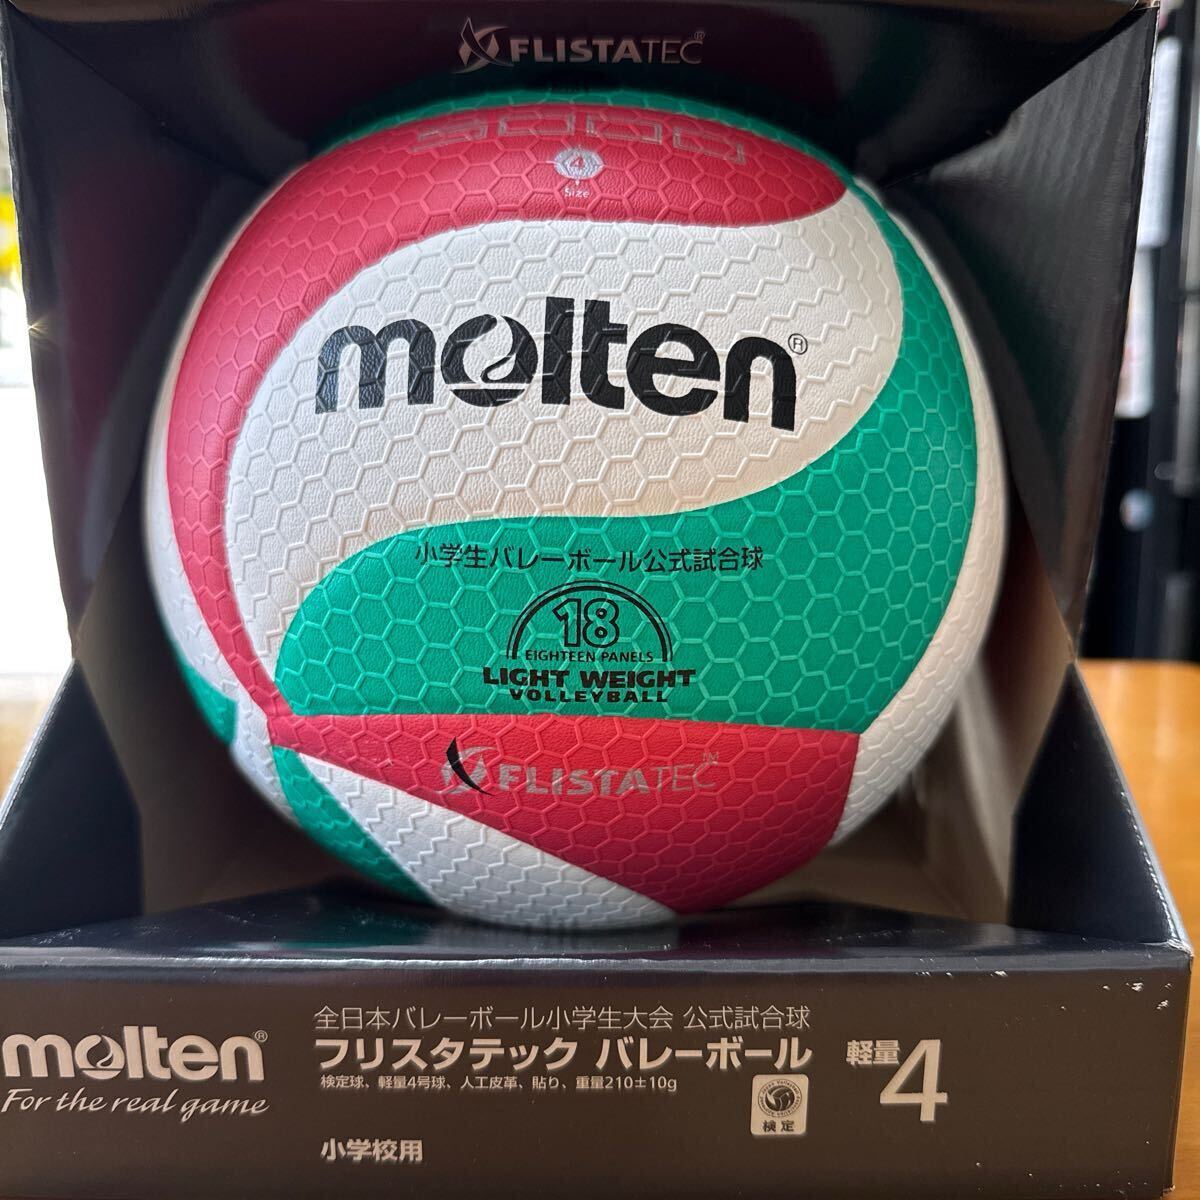 FLISTATEC®
5000
4
Size
molten®
小学生バレーボール公式試合球
18
EIGHTEEN PANELS
LIGHT WEIGHT
VOLLEYBALL
FLISTATEC™
molten®
For the real game
全日本バレーボール小学生大会 公式試合球
フリスタテック バレーボール
検定球、軽量4号球、人工皮革、貼り、重量210±10g
小学校用
検定
軽量4